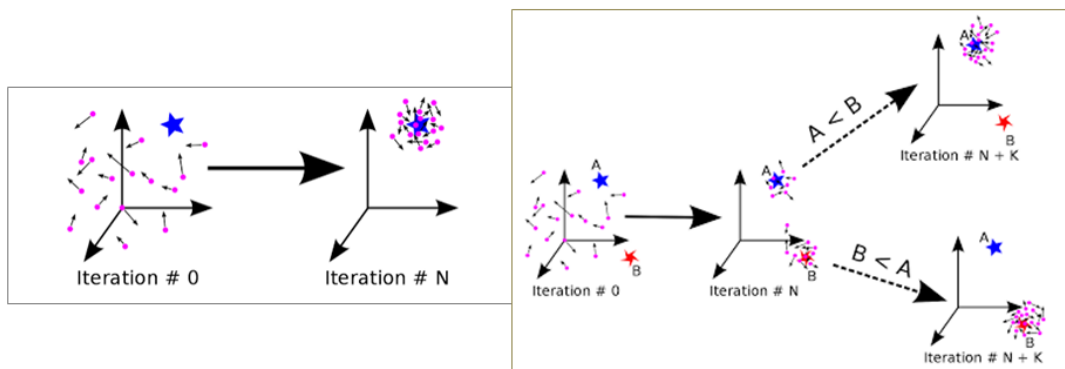 Iteration # 0
Iteration # N
A
B
Iteration # 0
A
B
Iteration # N
A < B
A
B
Iteration # N + K
B < A
A
B
Iteration # N + K